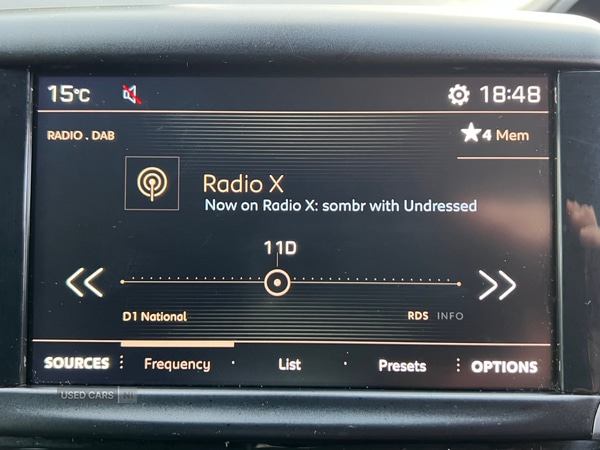 15°C 18:48
RADIO . DAB ★4 Mem
Radio X
Now on Radio X: sombr with Undressed
11D
D1 National RDS INFO
SOURCES Frequency List Presets OPTIONS
USED CARS NI